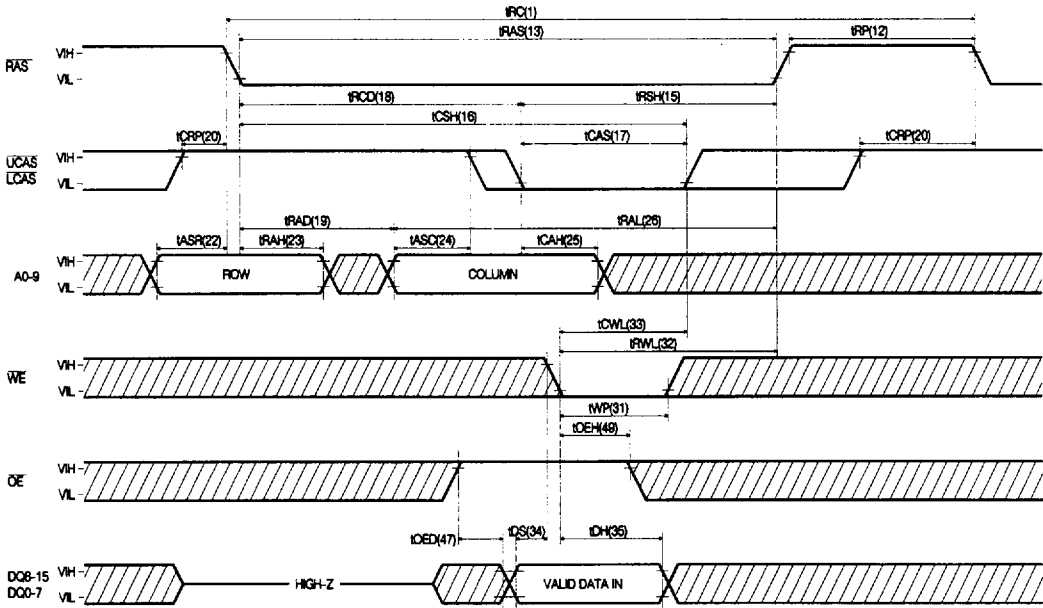 tRC(1)
tRAS(13) tRP(12)
RAS VIH
VIL
tRCD(18) tRSH(15)
tCSH(16)
tCRP(20) tCAS(17) tCRP(20)
UCAS VIH
LCAS VIL
tRAD(19) tRAL(26)
tASR(22) tRAH(23) tASC(24) tCAH(25)
A0-9 VIH
VIL
ROW COLUMN
tCWL(33)
tRWL(32)
WE VIH
VIL
tWP(31)
tOEH(49)
OE VIH
VIL
tOED(47) tDS(34) tDH(35)
DQ8-15 VIH
DQ0-7 VIL
HIGH-Z VALID DATA IN